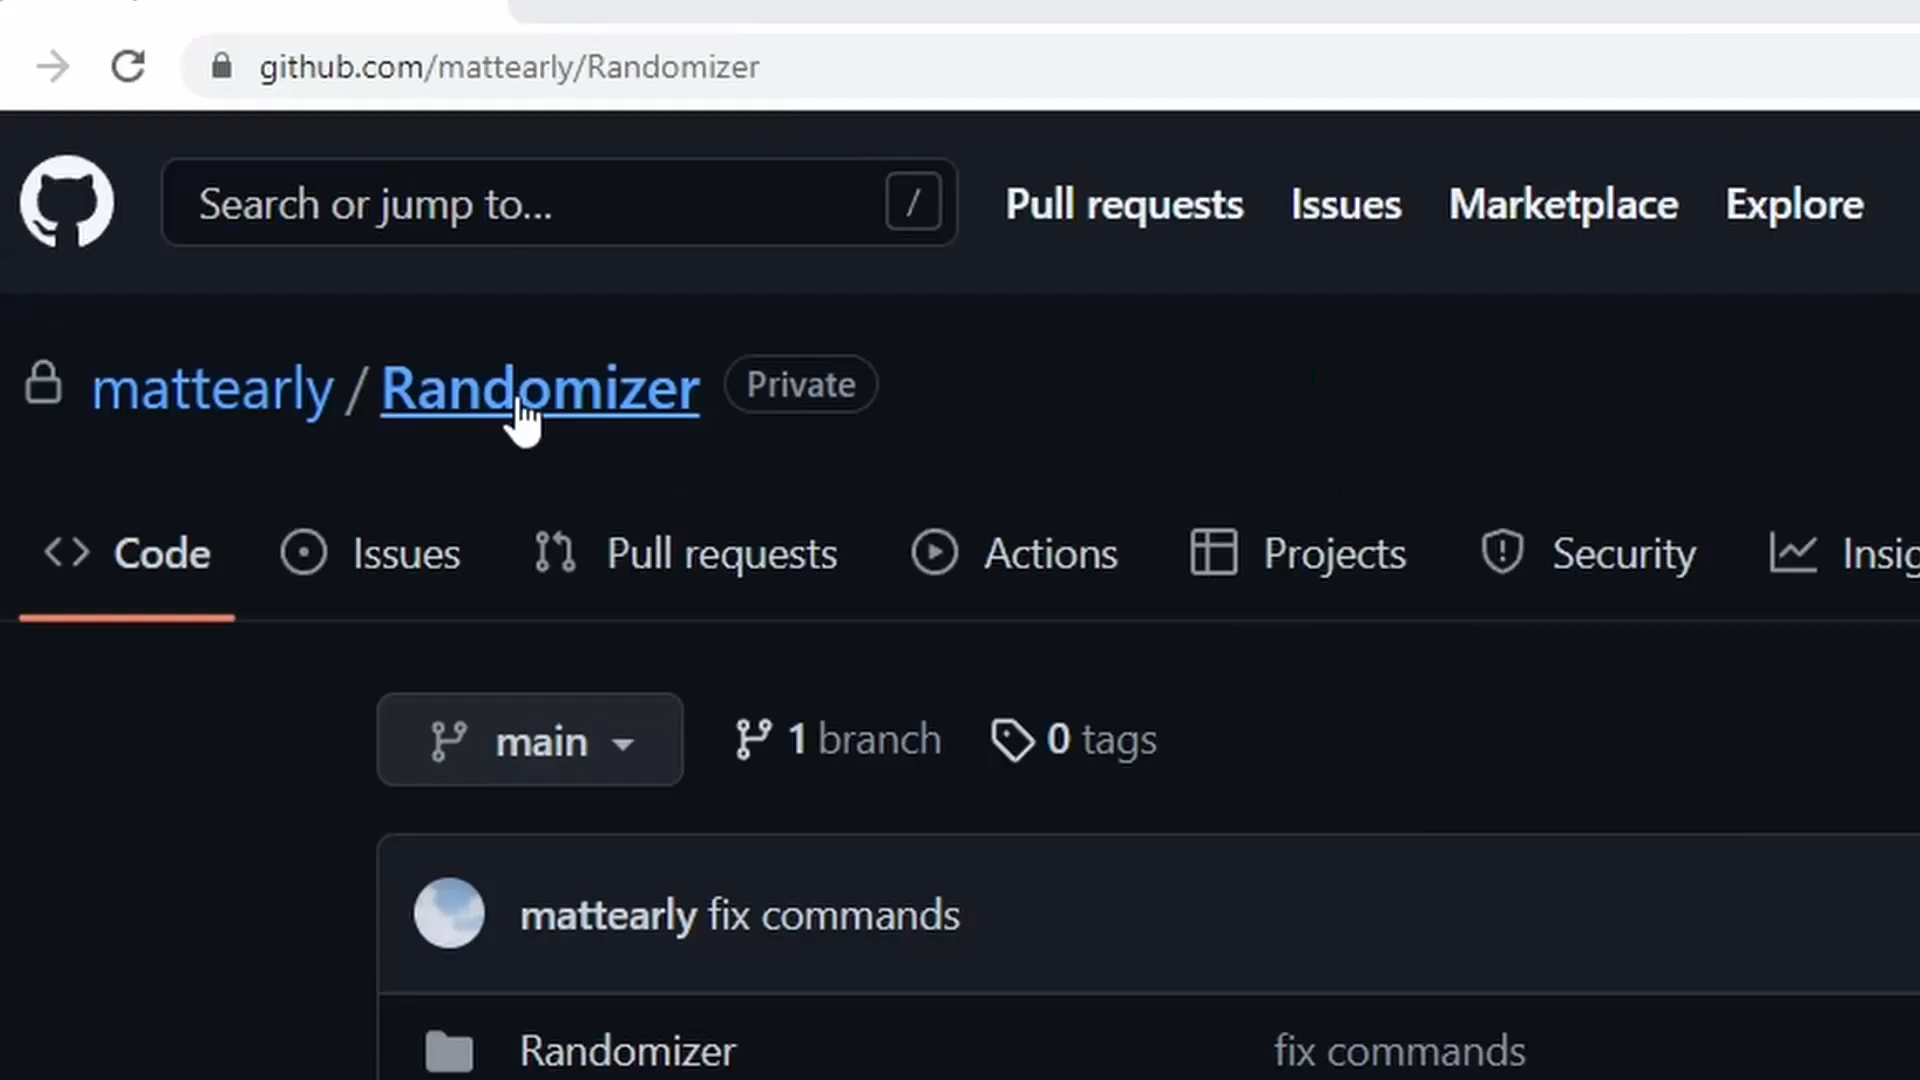 github.com/mattearly/Randomizer
Search or jump to... /
Pull requests Issues Marketplace Explore
mattearly / Randomizer Private
Code Issues Pull requests Actions Projects Security Insig
main 1 branch 0 tags
mattearly fix commands
Randomizer fix commands